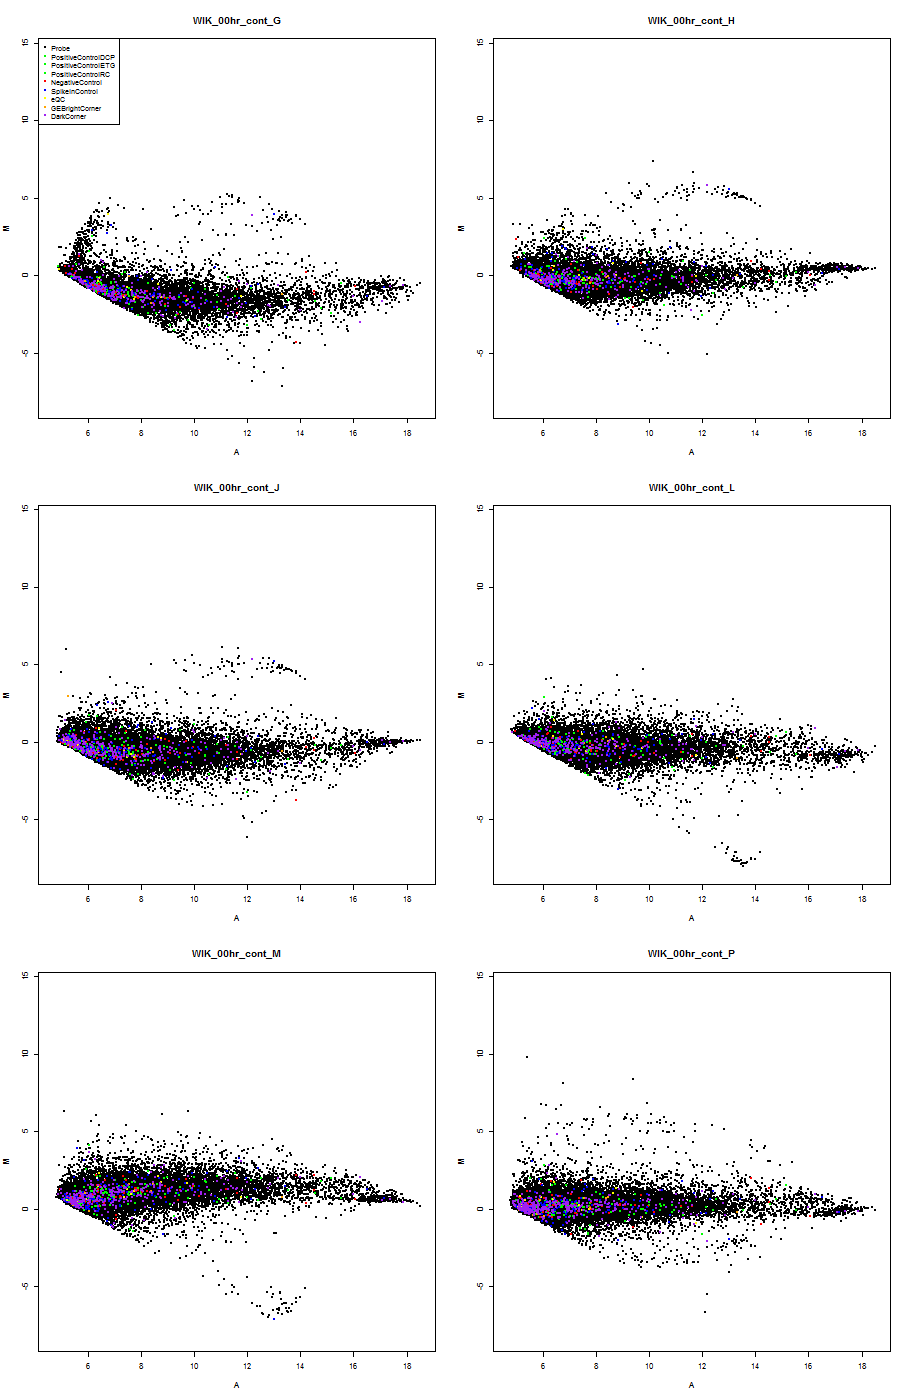 WIK_00hr_cont_G
WIK_00hr_cont_H
15
10
5
0
-5
M
Probe
PositiveControlDCP
PositiveControlETG
PositiveControlRC
NegativeControl
SpikeInControl
eQC
GEBrightCorner
DarkCorner
6 8 10 12 14 16 18
A
15
10
5
0
-5
M
6 8 10 12 14 16 18
A
WIK_00hr_cont_J
WIK_00hr_cont_L
15
10
5
0
-5
M
6 8 10 12 14 16 18
A
15
10
5
0
-5
M
6 8 10 12 14 16 18
A
WIK_00hr_cont_M
WIK_00hr_cont_P
15
10
5
0
-5
M
6 8 10 12 14 16 18
A
15
10
5
0
-5
M
6 8 10 12 14 16 18
A